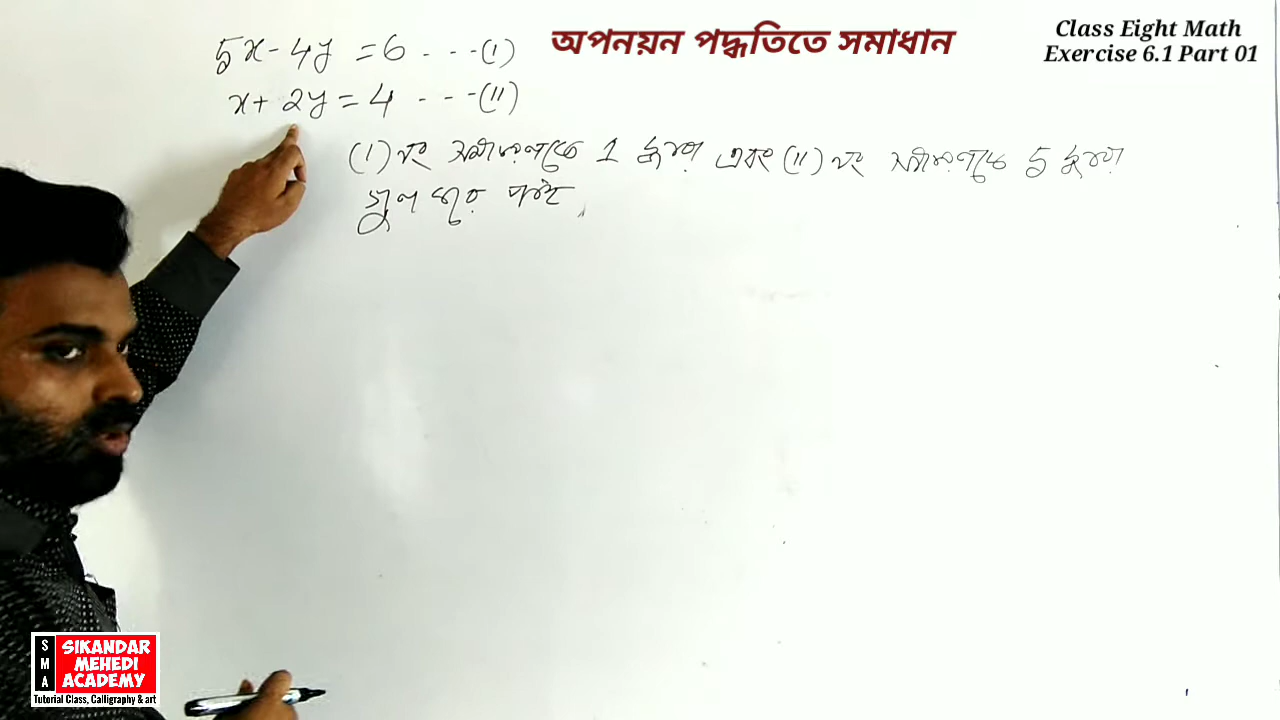 5x - 4y = 6 - - - (I)
x + 2y = 4 - - - (II)
অপনয়ন পদ্ধতিতে সমাধান
Class Eight Math
Exercise 6.1 Part 01
(I) নং সমীকরণকে 1 দ্বারা এবং (II) নং সমীকরণকে 5 দ্বারা
গুণ করে পাই,
S M A
SIKANDAR
MEHEDI
ACADEMY
Tutorial Class, Calligraphy & art